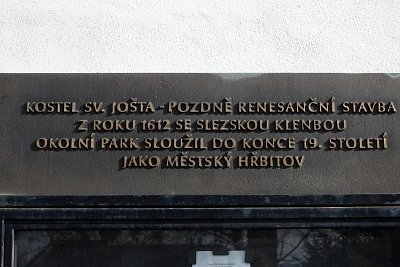 KOSTEL SV. JOŠTA - POZDNĚ RENESANČNÍ STAVBA
Z ROKU 1612 SE SLEZSKOU KLENBOU
OKOLNÍ PARK SLOUŽIL DO KONCE 19. STOLETÍ
JAKO MĚSTSKÝ HŘBITOV